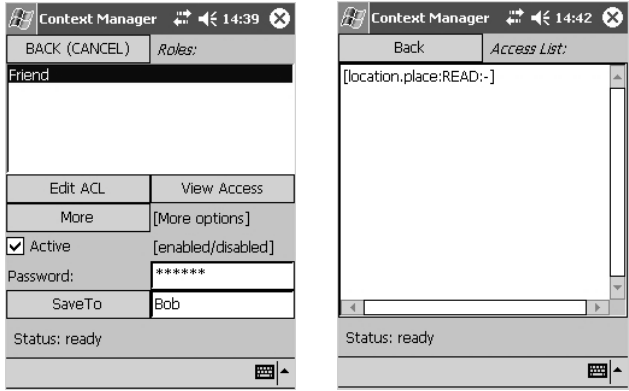 Context Manager 14:39
BACK (CANCEL) Roles:
Friend
Edit ACL View Access
More [More options]
Active [enabled/disabled]
Password: ******
SaveTo Bob
Status: ready
Context Manager 14:42
Back Access List:
[location.place:READ:-]
Status: ready